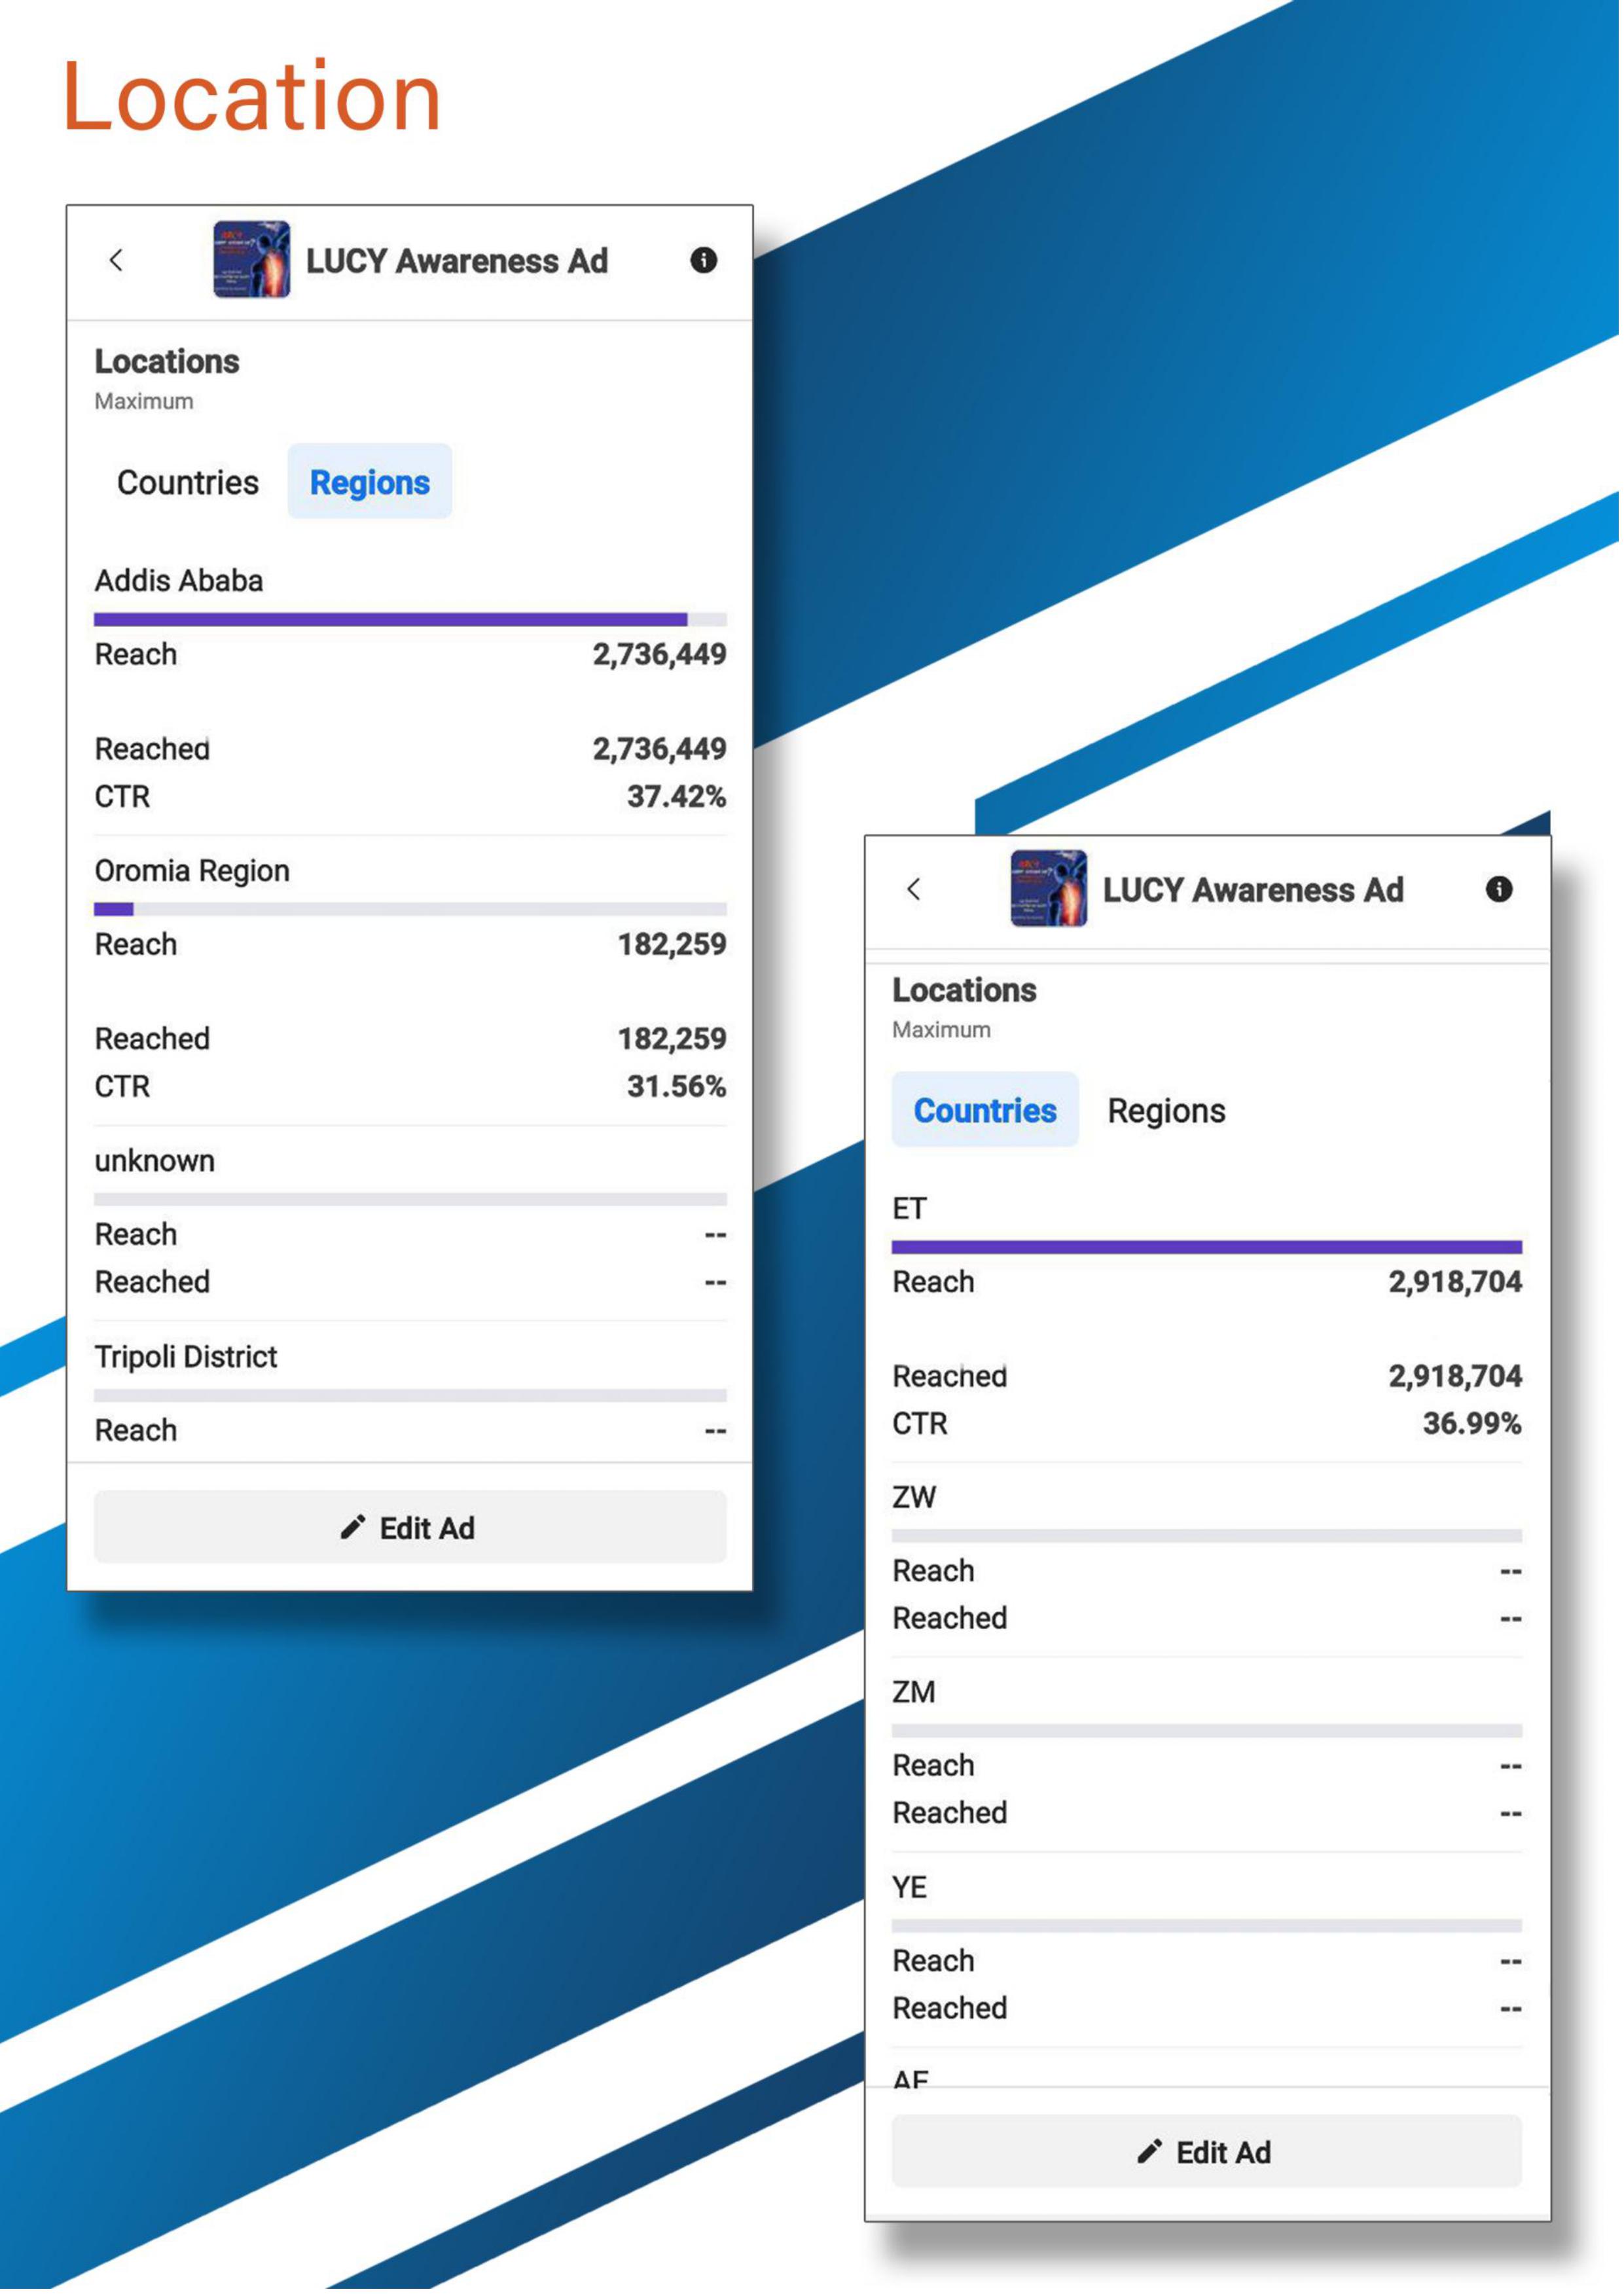 Location
LUCY Awareness Ad
Locations
Maximum
Countries Regions
Addis Ababa
Reach 2,736,449
Reached 2,736,449
CTR 37.42%
Oromia Region
Reach 182,259
Reached 182,259
CTR 31.56%
unknown
Reach --
Reached --
Tripoli District
Reach --
Edit Ad
LUCY Awareness Ad
Locations
Maximum
Countries Regions
ET
Reach 2,918,704
Reached 2,918,704
CTR 36.99%
ZW
Reach --
Reached --
ZM
Reach --
Reached --
YE
Reach --
Reached --
Edit Ad